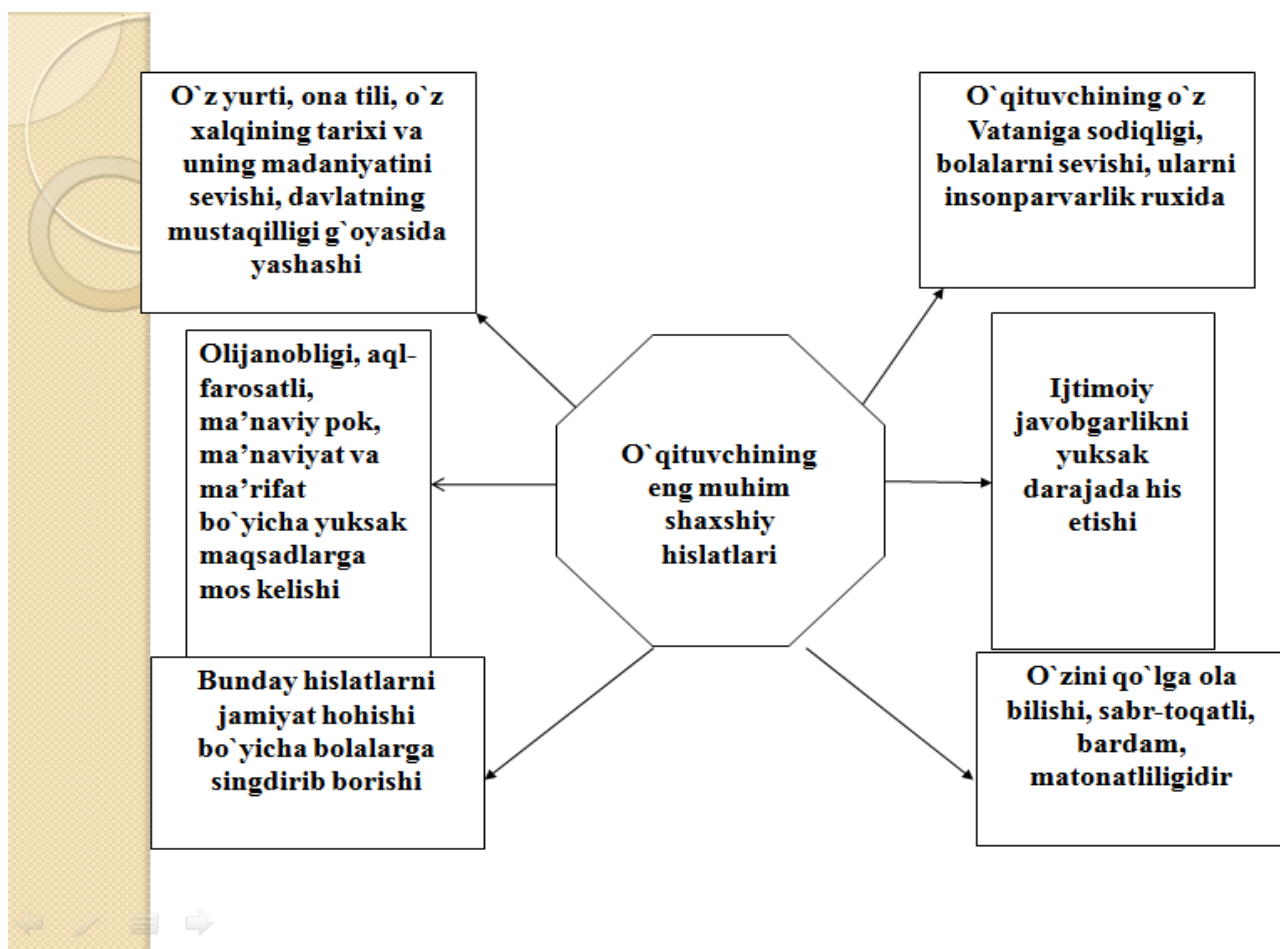 O`z yurti, ona tili, o`z
xalqining tarixi va
uning madaniyatini
sevishi, davlatning
mustaqilligi g`oyasida
yashashi
O`qituvchining o`z
Vataniga sodiqligi,
bolalarni sevishi, ularni
insonparvarlik ruxida
Olijanobligi, aql-
farosatli,
ma’naviy pok,
ma’naviyat va
ma’rifat
bo`yicha yuksak
maqsadlarga
mos kelishi
O`qituvchining
eng muhim
shaxshiy
hislatlari
Ijtimoiy
javobgarlikni
yuksak
darajada his
etishi
Bunday hislatlarni
jamiyat hohishi
bo`yicha bolalarga
singdirib borishi
O`zini qo`lga ola
bilishi, sabr-toqatli,
bardam,
matonatliligidir